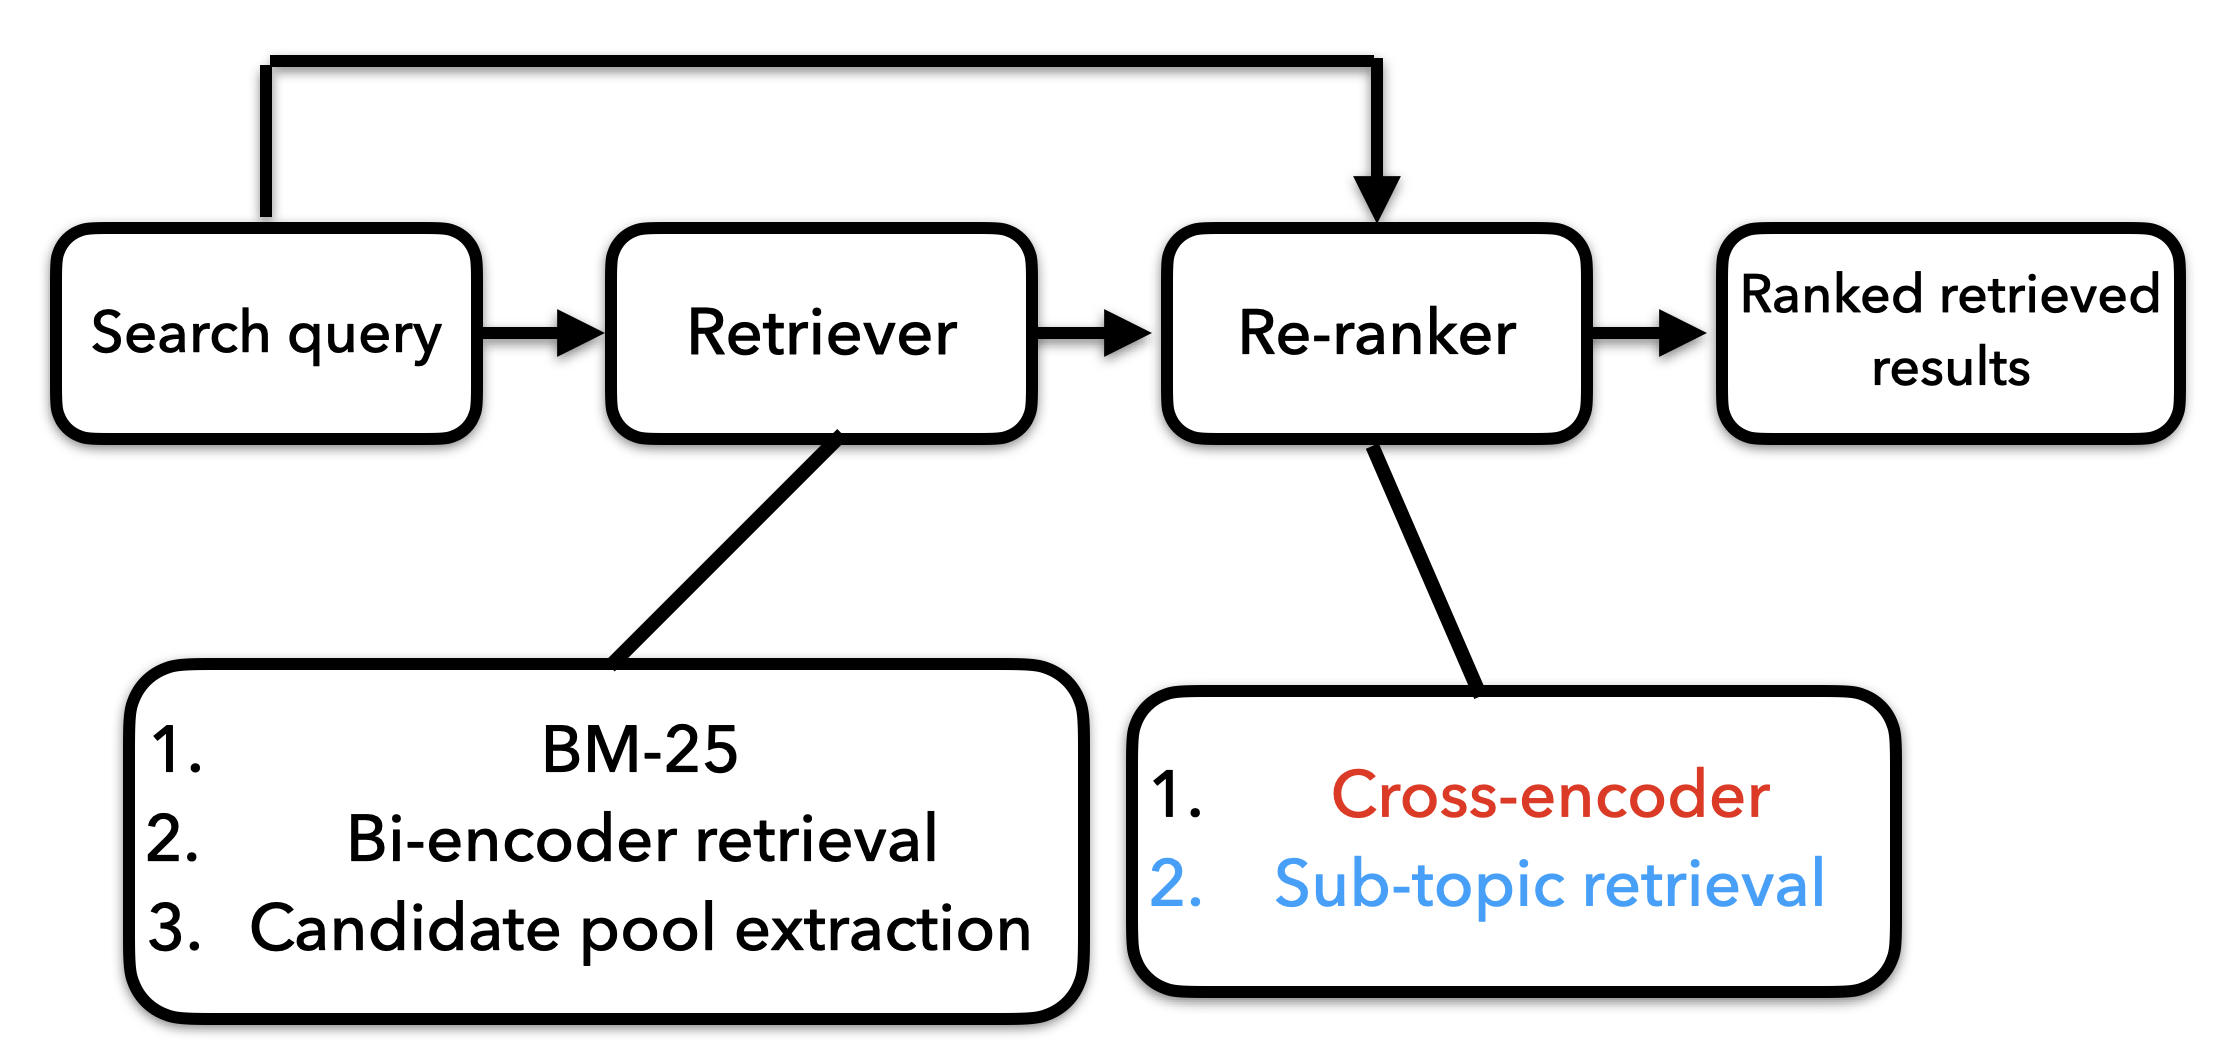 Search query
Retriever
Re-ranker
Ranked retrieved
results
1. BM-25
2. Bi-encoder retrieval
3. Candidate pool extraction
1. Cross-encoder
2. Sub-topic retrieval